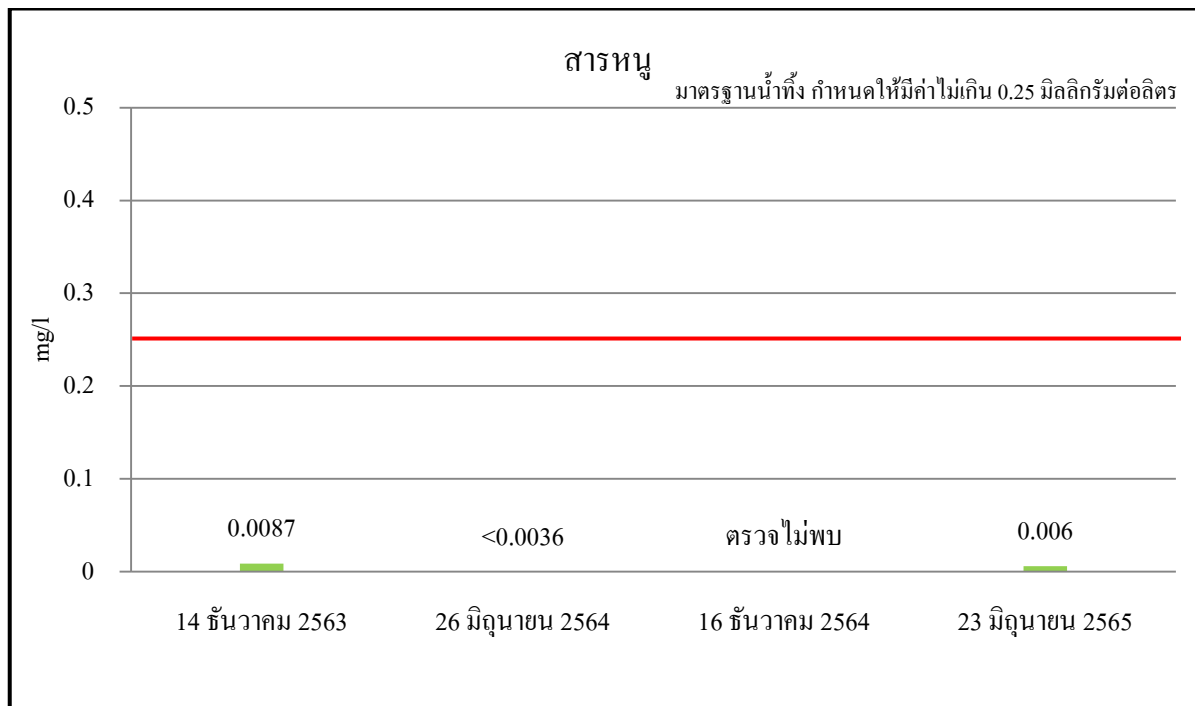 สารหนู
มาตรฐานน้ำทิ้ง กำหนดให้มีค่าไม่เกิน 0.25 มิลลิกรัมต่อลิตร
0.5
0.4
0.3
mg/l
0.2
0.1
0.0087
<0.0036
ตรวจไม่พบ
0.006
0
14 ธันวาคม 2563
26 มิถุนายน 2564
16 ธันวาคม 2564
23 มิถุนายน 2565